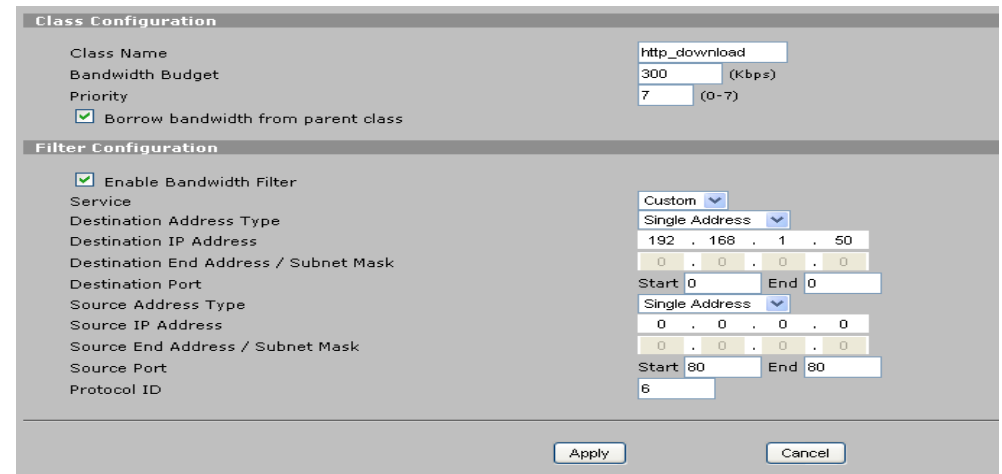 Class Configuration
Class Name http_download
Bandwidth Budget 300 (Kbps)
Priority 7 (0-7)
Borrow bandwidth from parent class
Filter Configuration
Enable Bandwidth Filter
Service Custom
Destination Address Type Single Address
Destination IP Address 192 . 168 . 1 . 50
Destination End Address / Subnet Mask 0 . 0 . 0 . 0
Destination Port Start 0 End 0
Source Address Type Single Address
Source IP Address 0 . 0 . 0 . 0
Source End Address / Subnet Mask 0 . 0 . 0 . 0
Source Port Start 80 End 80
Protocol ID 6
Apply Cancel